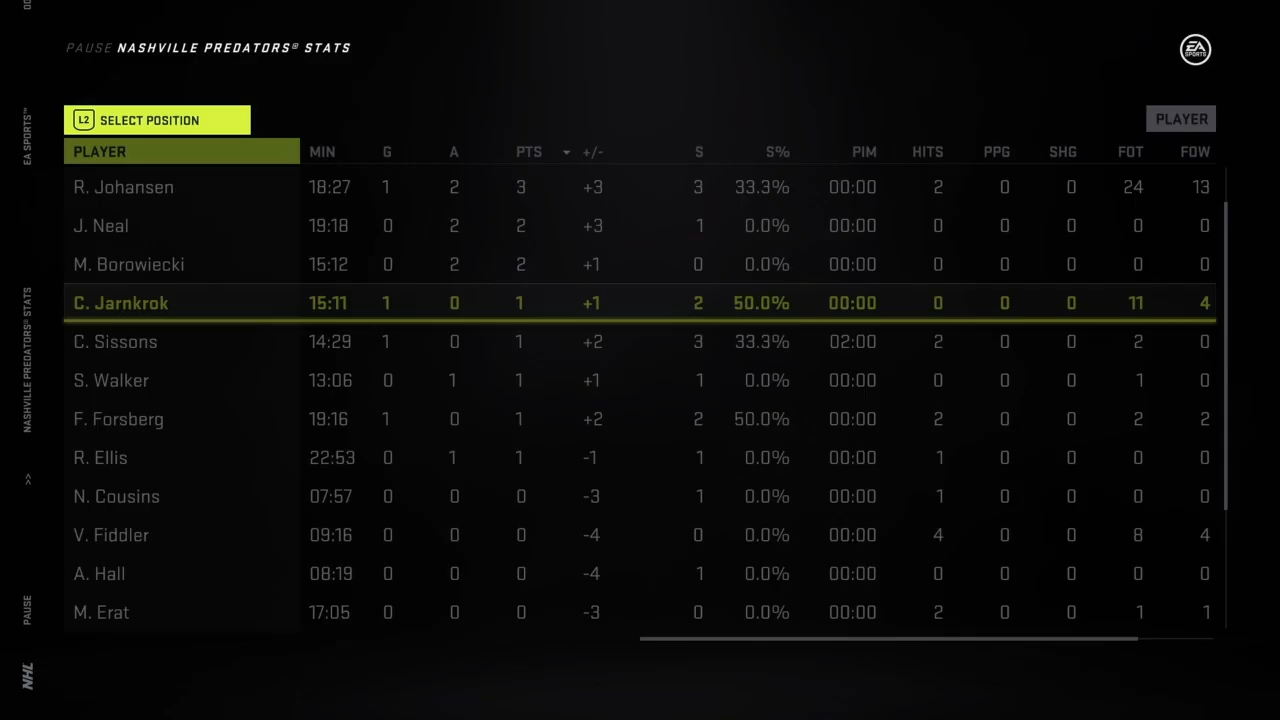 PAUSE NASHVILLE PREDATORS® STATS
EA SPORTS
L2 SELECT POSITION
PLAYER
PLAYER MIN G A PTS +/- S S% PIM HITS PPG SHG FOT FOW
R. Johansen 18:27 1 2 3 +3 3 33.3% 00:00 2 0 0 24 13
J. Neal 19:18 0 2 2 +3 1 0.0% 00:00 0 0 0 0 0
M. Borowiecki 15:12 0 2 2 +1 0 0.0% 00:00 0 0 0 0 0
C. Jarnkrok 15:11 1 0 1 +1 2 50.0% 00:00 0 0 0 11 4
C. Sissons 14:29 1 0 1 +2 3 33.3% 02:00 2 0 0 2 0
S. Walker 13:06 0 1 1 +1 1 0.0% 00:00 0 0 0 1 0
F. Forsberg 19:16 1 0 1 +2 2 50.0% 00:00 2 0 0 2 2
R. Ellis 22:53 0 1 1 -1 1 0.0% 00:00 1 0 0 0 0
N. Cousins 07:57 0 0 0 -3 1 0.0% 00:00 1 0 0 0 0
V. Fiddler 09:16 0 0 0 -4 0 0.0% 00:00 4 0 0 8 4
A. Hall 08:19 0 0 0 -4 1 0.0% 00:00 0 0 0 0 0
M. Erat 17:05 0 0 0 -3 0 0.0% 00:00 2 0 0 1 1
NHL
PAUSE
>>
NASHVILLE PREDATORS® STATS
EA SPORTS™